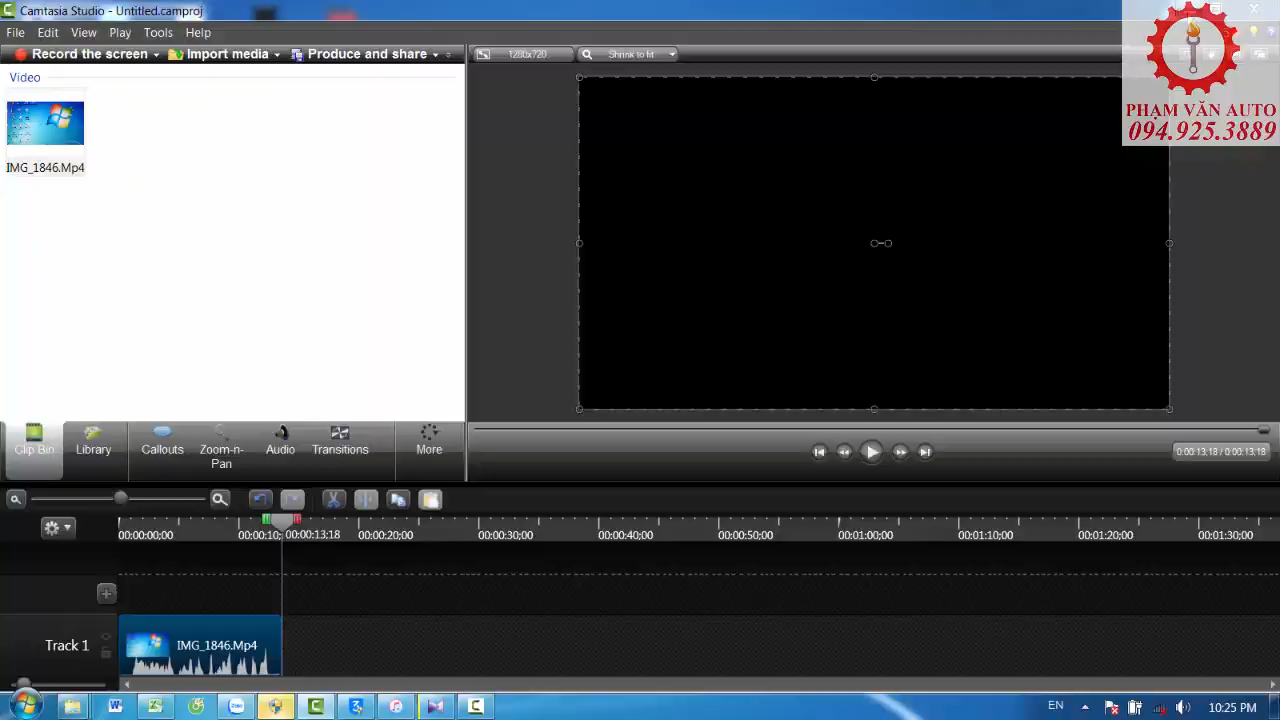 Camtasia Studio - Untitled.camproj
File Edit View Play Tools Help
Record the screen Import media Produce and share
1280x720 Shrink to fit
PHẠM VĂN AUTO
094.925.3889
Video
IMG_1846.Mp4
Clip Bin Library Callouts Zoom-n-Pan Audio Transitions More
0:00:13;18 / 0:00:13;18
00:00:00;00 00:00:10; 00:00:13;18 00:00:20;00 00:00:30;00 00:00:40;00 00:00:50;00 00:01:00;00 00:01:10;00 00:01:20;00 00:01:30;00
Track 1 IMG_1846.Mp4
EN 10:25 PM